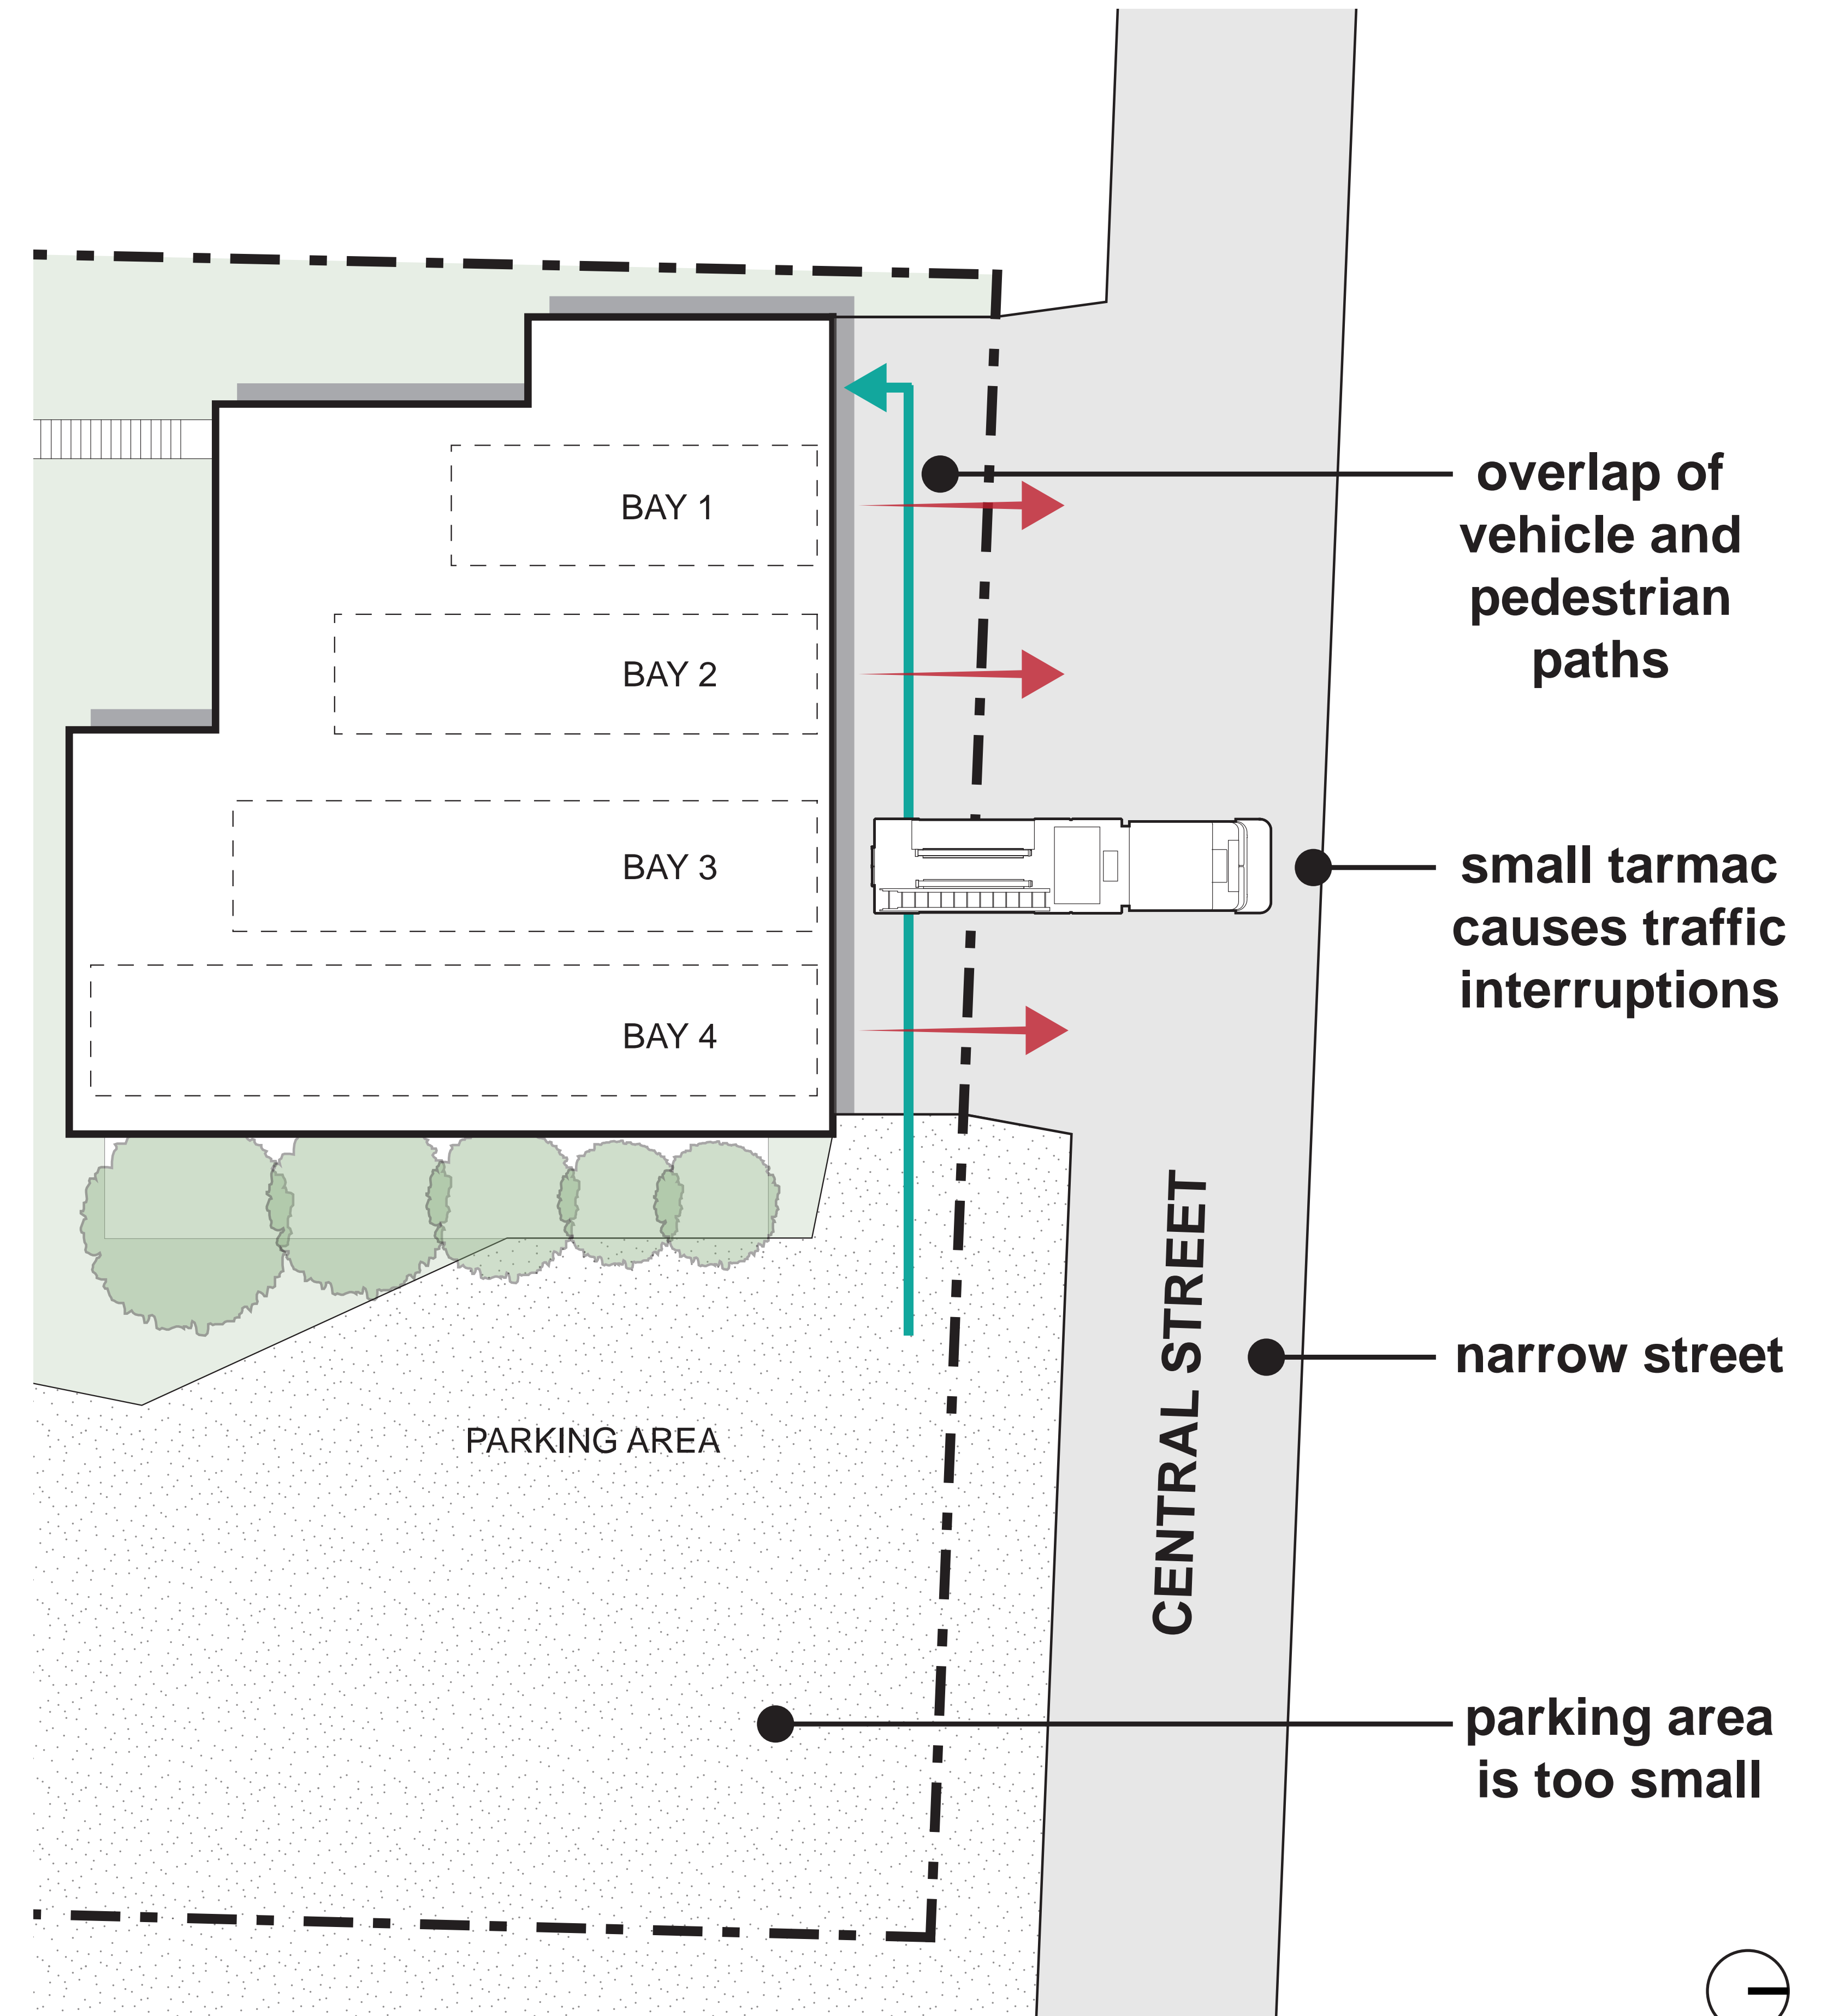 BAY 1
BAY 2
BAY 3
BAY 4
PARKING AREA
CENTRAL STREET
overlap of
vehicle and
pedestrian
paths
small tarmac
causes traffic
interruptions
narrow street
parking area
is too small